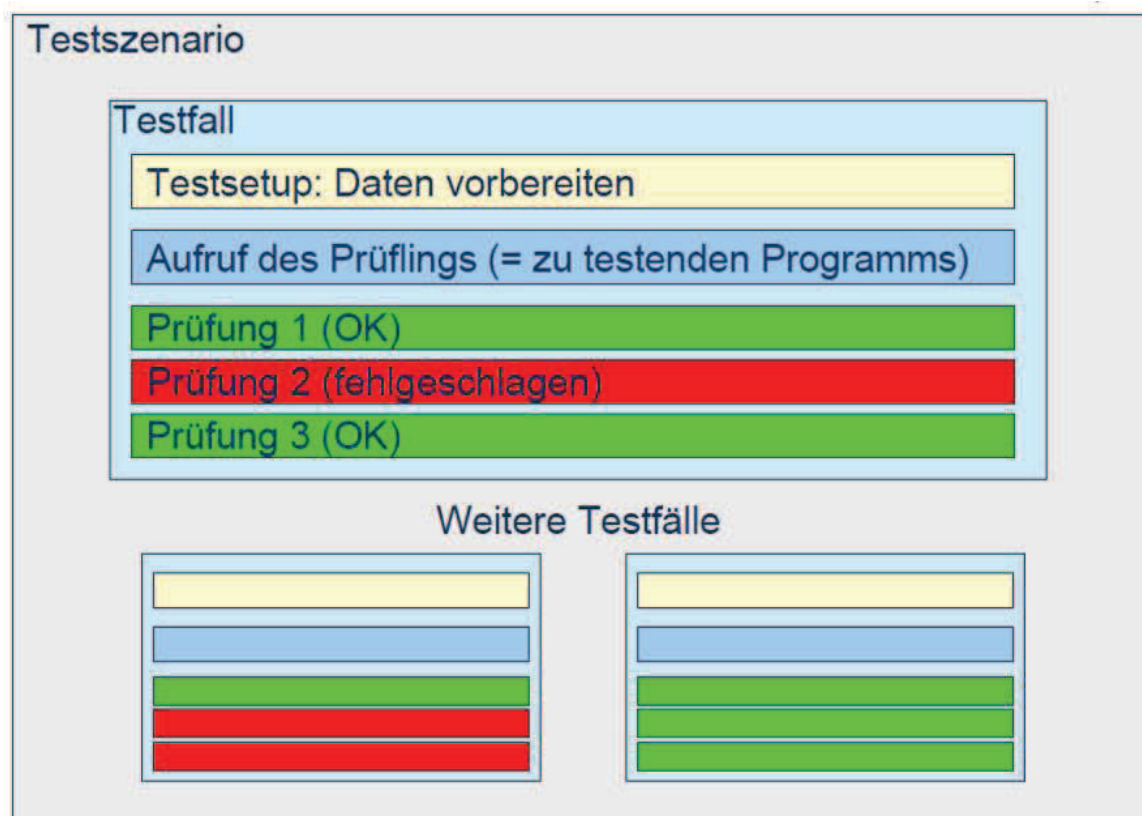 Testszenario
Testfall
Testsetup: Daten vorbereiten
Aufruf des Prüflings (= zu testenden Programms)
Prüfung 1 (OK)
Prüfung 2 (fehlgeschlagen)
Prüfung 3 (OK)
Weitere Testfälle